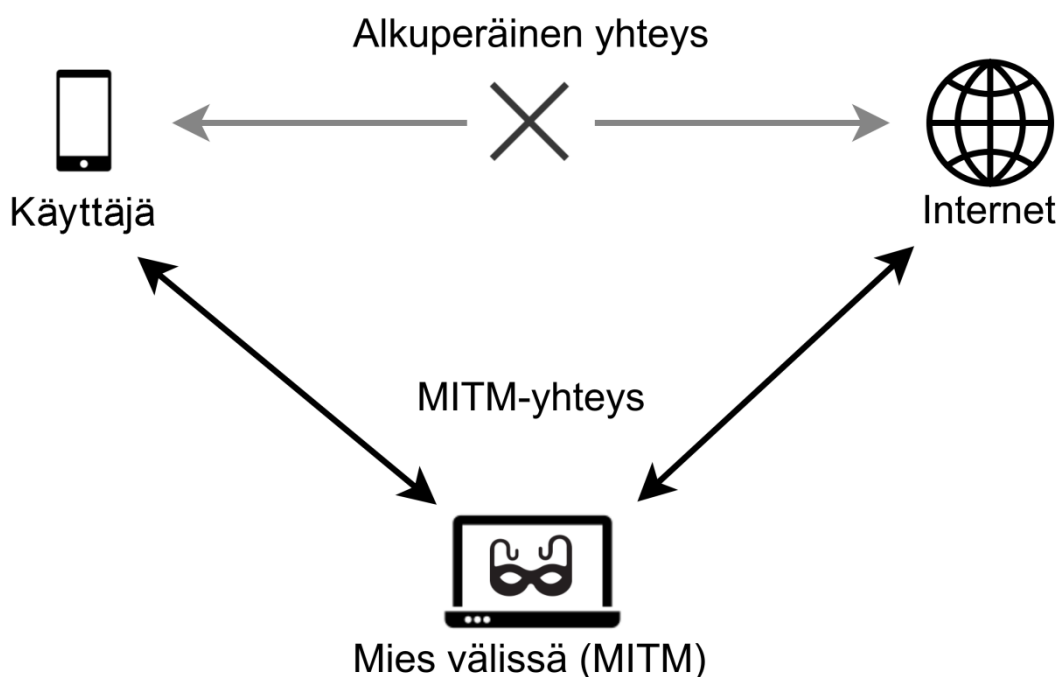 Alkuperäinen yhteys
Käyttäjä
Internet
MITM-yhteys
Mies välissä (MITM)